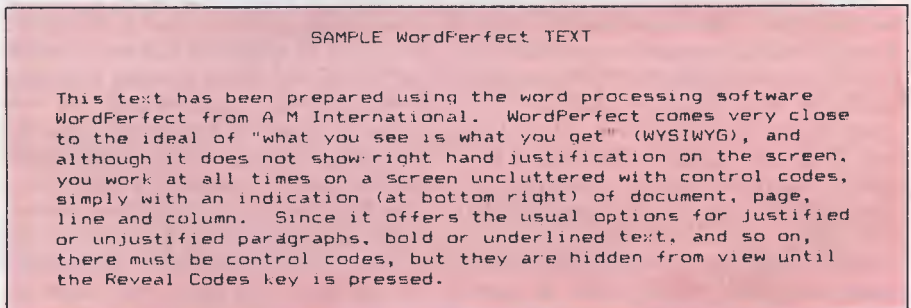 SAMPLE WordPerfect TEXT
This text has been prepared using the word processing software
WordPerfect from A M International.  WordPerfect comes very close
to the ideal of "what you see is what you get" (WYSIWYG), and
although it does not show right hand justification on the screen,
you work at all times on a screen uncluttered with control codes,
simply with an indication (at bottom right) of document, page,
line and column.  Since it offers the usual options for justified
or unjustified paragraphs, bold or underlined text, and so on,
there must be control codes, but they are hidden from view until
the Reveal Codes key is pressed.